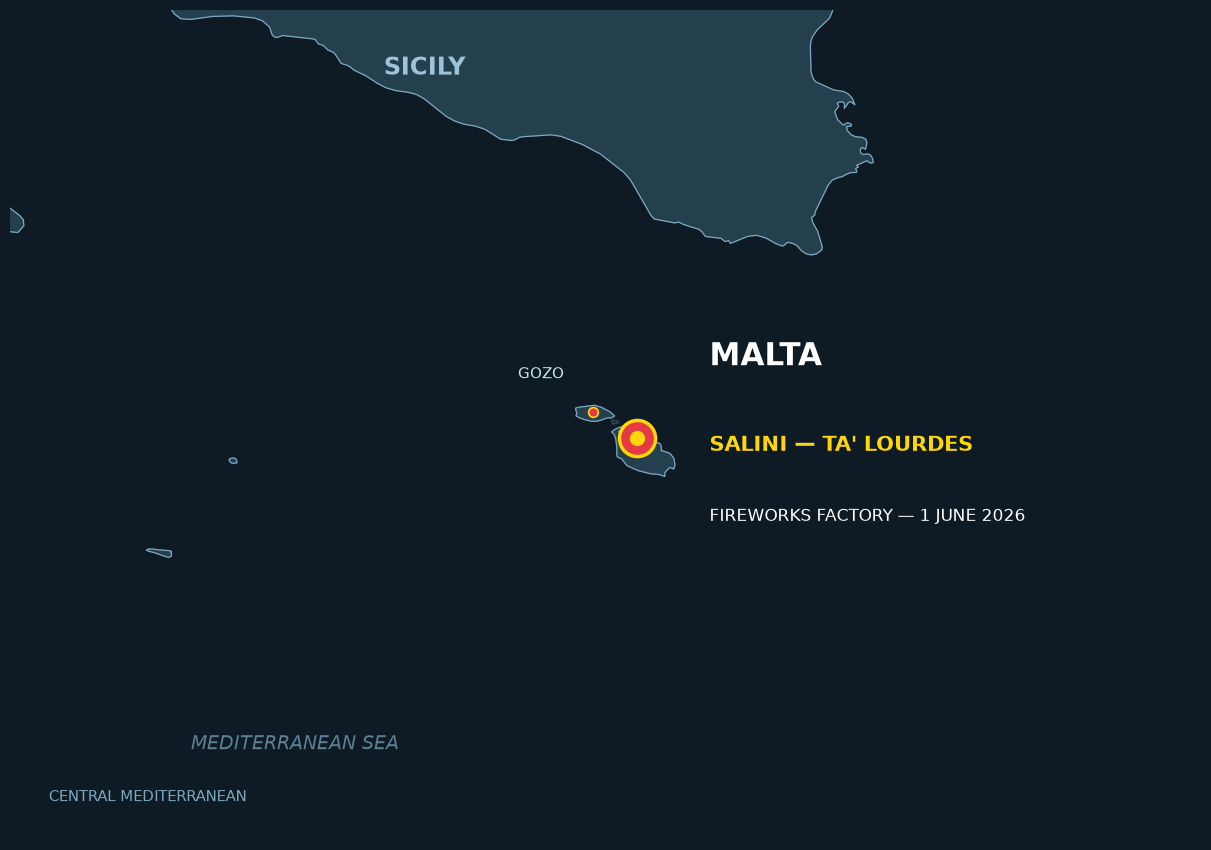 SICILY
MALTA
GOZO
SALINI — TA' LOURDES
FIREWORKS FACTORY — 1 JUNE 2026
MEDITERRANEAN SEA
CENTRAL MEDITERRANEAN